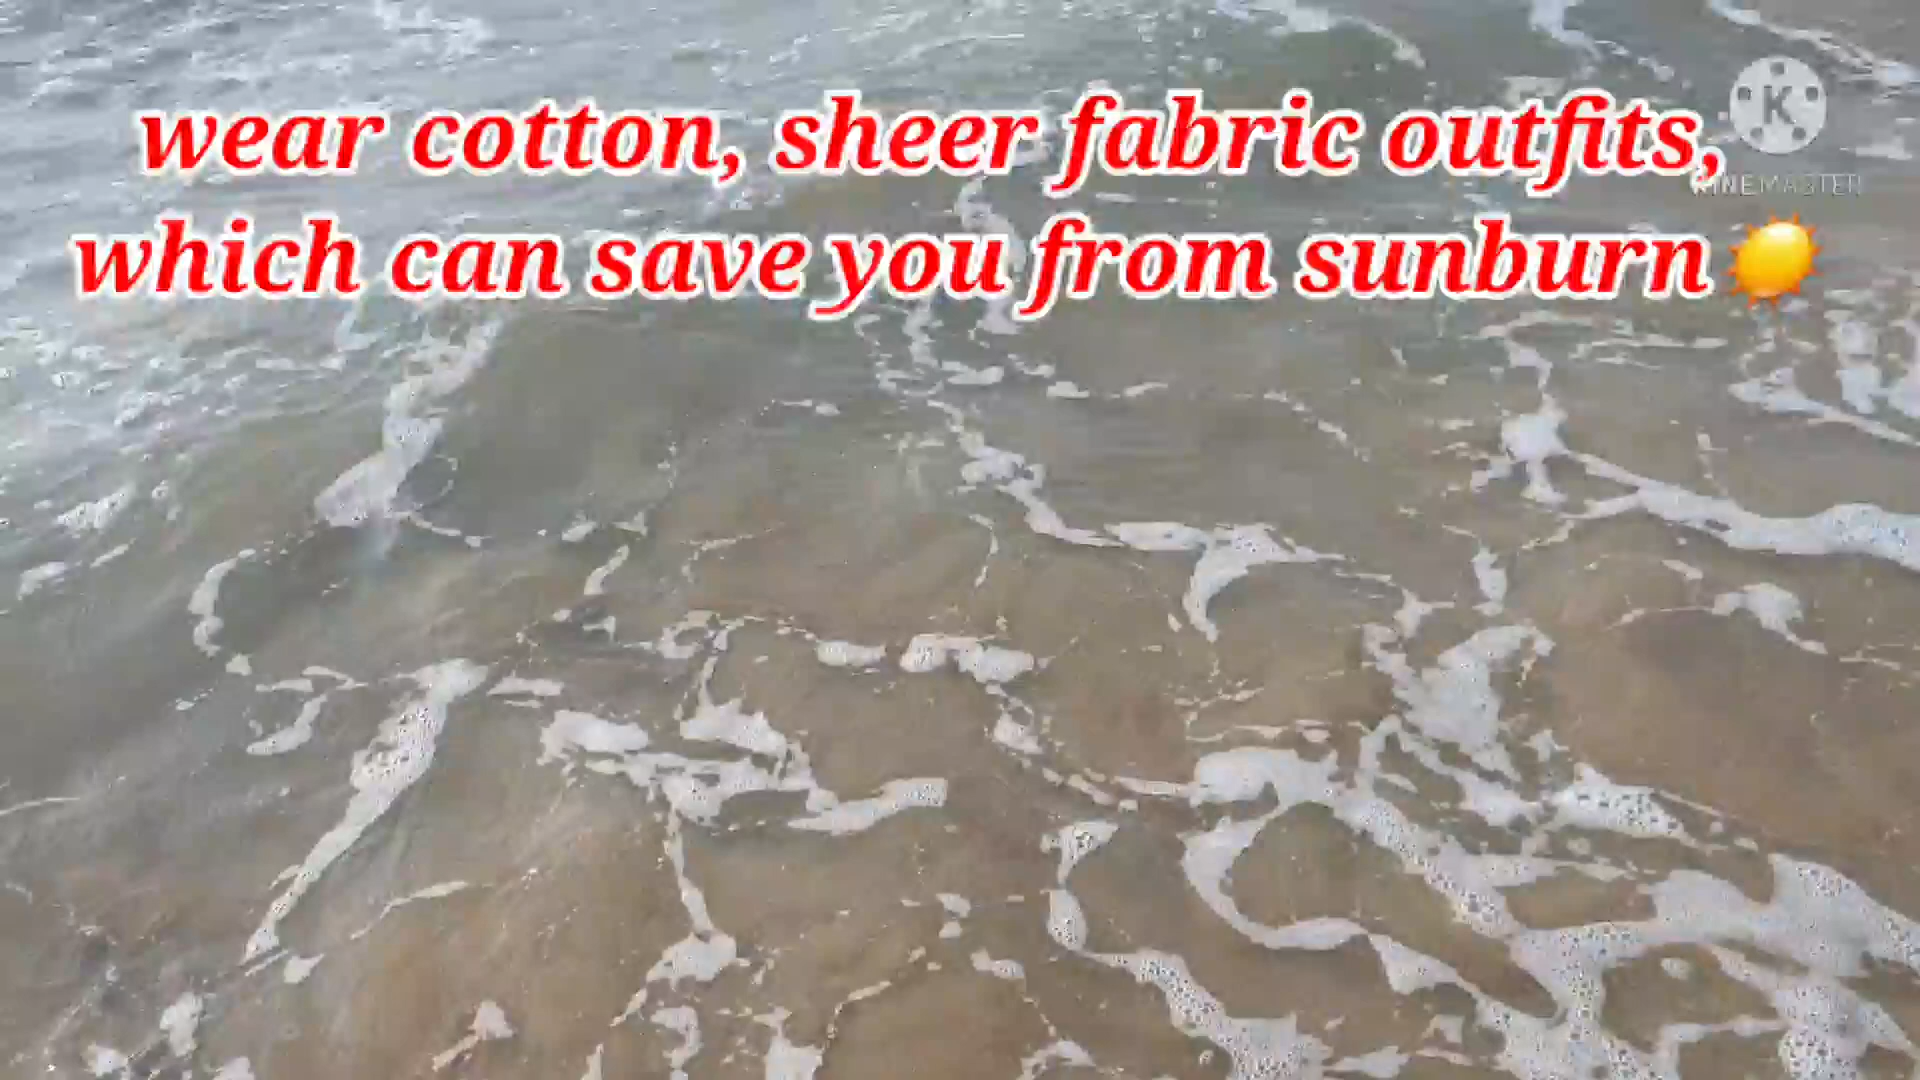 wear cotton, sheer fabric outfits,
which can save you from sunburn☀️
K
KINEMASTER